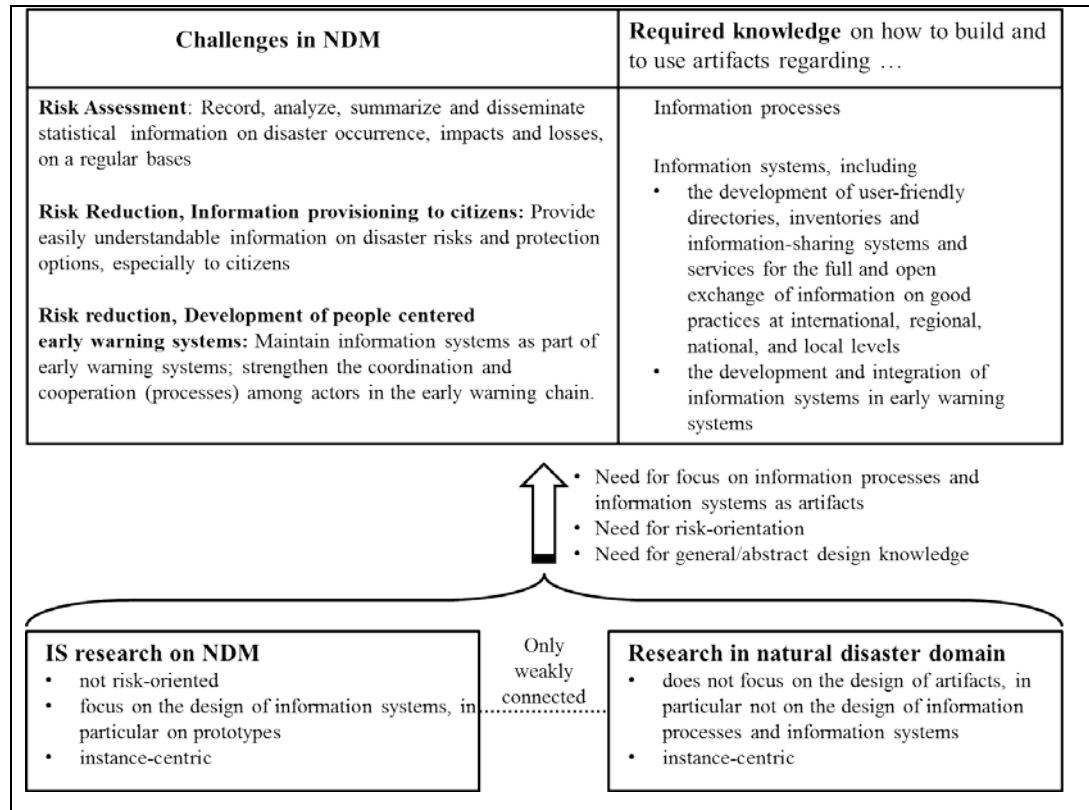 Challenges in NDM
Required knowledge on how to build and
to use artifacts regarding …
Risk Assessment: Record, analyze, summarize and disseminate
statistical information on disaster occurrence, impacts and losses,
on a regular bases
Risk Reduction, Information provisioning to citizens: Provide
easily understandable information on disaster risks and protection
options, especially to citizens
Risk reduction, Development of people centered
early warning systems: Maintain information systems as part of
early warning systems; strengthen the coordination and
cooperation (processes) among actors in the early warning chain.
Information processes
Information systems, including
• the development of user-friendly
directories, inventories and
information-sharing systems and
services for the full and open
exchange of information on good
practices at international, regional,
national, and local levels
• the development and integration of
information systems in early warning
systems
• Need for focus on information processes and
information systems as artifacts
• Need for risk-orientation
• Need for general/abstract design knowledge
IS research on NDM
• not risk-oriented
• focus on the design of information systems, in
particular on prototypes
• instance-centric
Only
weakly
connected
Research in natural disaster domain
• does not focus on the design of artifacts, in
particular not on the design of information
processes and information systems
• instance-centric